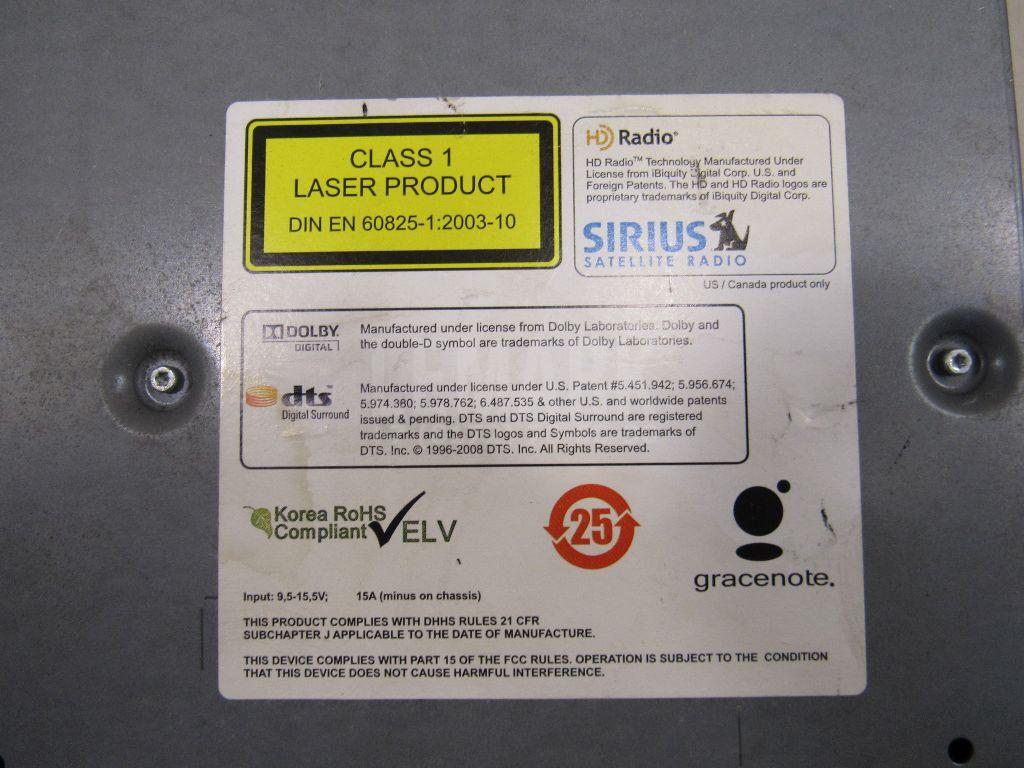 CLASS 1
LASER PRODUCT
DIN EN 60825-1:2003-10
HD Radio®
HD Radio™ Technology Manufactured Under
License from iBiquity Digital Corp. U.S. and
Foreign Patents. The HD and HD Radio logos are
proprietary trademarks of iBiquity Digital Corp.
SIRIUS
SATELLITE RADIO
US / Canada product only
DOLBY
DIGITAL
Manufactured under license from Dolby Laboratories. Dolby and
the double-D symbol are trademarks of Dolby Laboratories.
dts
Digital Surround
Manufactured under license under U.S. Patent #5.451.942; 5.956.674;
5.974.380; 5.978.762; 6.487.535 & other U.S. and worldwide patents
issued & pending. DTS and DTS Digital Surround are registered
trademarks and the DTS logos and Symbols are trademarks of
DTS. Inc. © 1996-2008 DTS. Inc. All Rights Reserved.
Korea RoHS
Compliant
ELV
25
gracenote.
Input: 9,5-15,5V; 15A (minus on chassis)
THIS PRODUCT COMPLIES WITH DHHS RULES 21 CFR
SUBCHAPTER J APPLICABLE TO THE DATE OF MANUFACTURE.
THIS DEVICE COMPLIES WITH PART 15 OF THE FCC RULES. OPERATION IS SUBJECT TO THE CONDITION
THAT THIS DEVICE DOES NOT CAUSE HARMFUL INTERFERENCE.